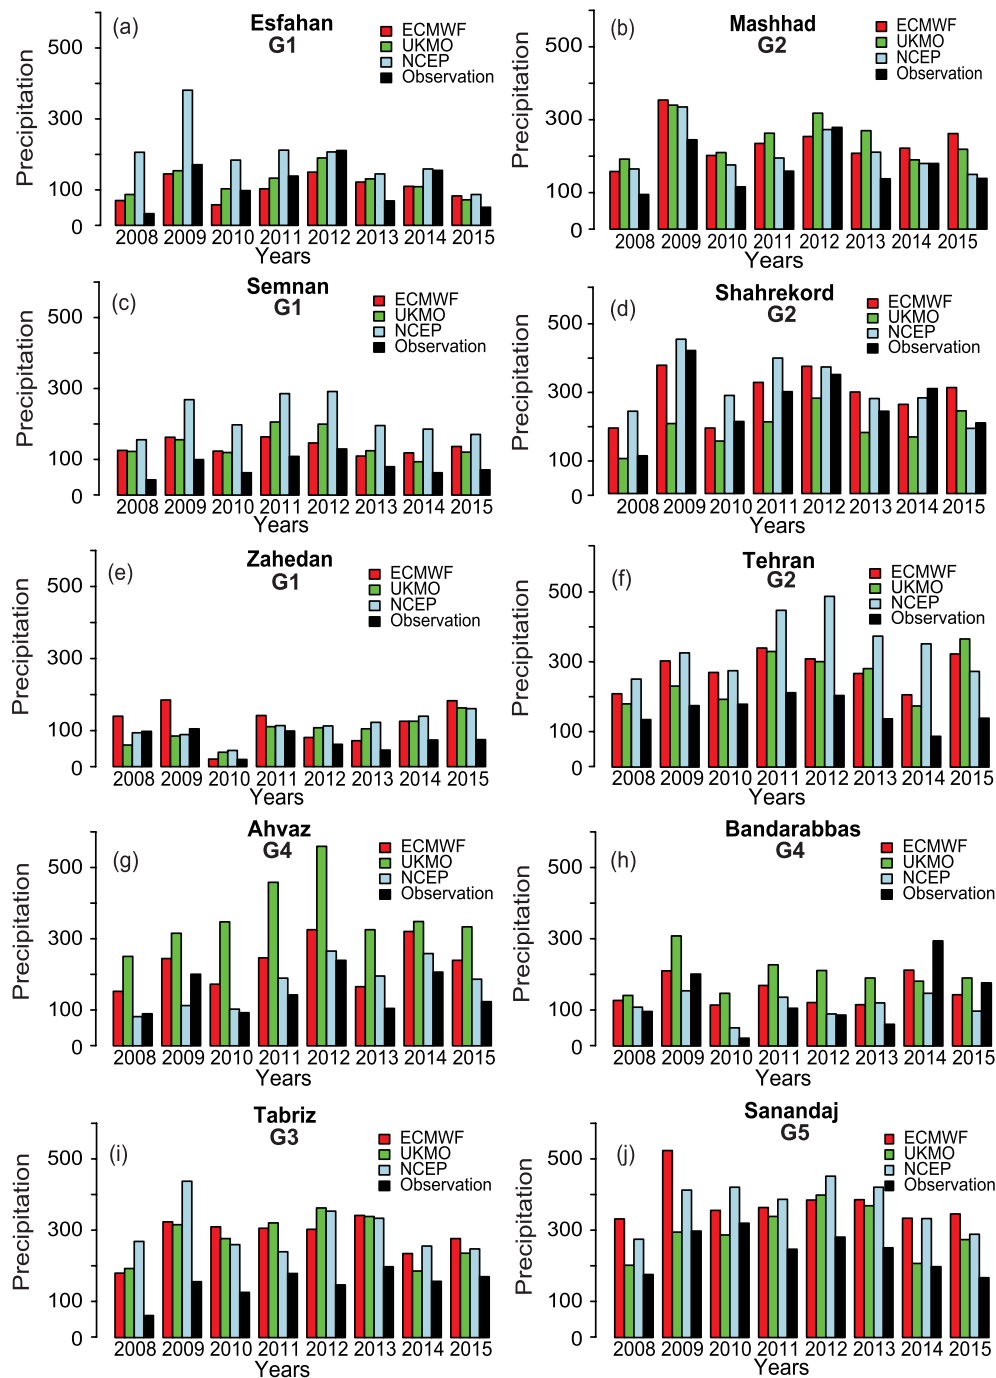 (a)
Esfahan
G1
ECMWF
UKMO
NCEP
Observation
Precipitation
500
300
100
0
2008 2009 2010 2011 2012 2013 2014 2015
Years
(b)
Mashhad
G2
ECMWF
UKMO
NCEP
Observation
Precipitation
500
300
100
0
2008 2009 2010 2011 2012 2013 2014 2015
Years
(c)
Semnan
G1
ECMWF
UKMO
NCEP
Observation
Precipitation
500
300
100
0
2008 2009 2010 2011 2012 2013 2014 2015
Years
(d)
Shahrekord
G2
ECMWF
UKMO
NCEP
Observation
Precipitation
500
300
100
0
2008 2009 2010 2011 2012 2013 2014 2015
Years
(e)
Zahedan
G1
ECMWF
UKMO
NCEP
Observation
Precipitation
500
300
100
0
2008 2009 2010 2011 2012 2013 2014 2015
Years
(f)
Tehran
G2
ECMWF
UKMO
NCEP
Observation
Precipitation
500
300
100
0
2008 2009 2010 2011 2012 2013 2014 2015
Years
(g)
Ahvaz
G4
ECMWF
UKMO
NCEP
Observation
Precipitation
500
300
100
0
2008 2009 2010 2011 2012 2013 2014 2015
Years
(h)
Bandarabbas
G4
ECMWF
UKMO
NCEP
Observation
Precipitation
500
300
100
0
2008 2009 2010 2011 2012 2013 2014 2015
Years
(i)
Tabriz
G3
ECMWF
UKMO
NCEP
Observation
Precipitation
500
300
100
0
2008 2009 2010 2011 2012 2013 2014 2015
Years
(j)
Sanandaj
G5
ECMWF
UKMO
NCEP
Observation
Precipitation
500
300
100
0
2008 2009 2010 2011 2012 2013 2014 2015
Years